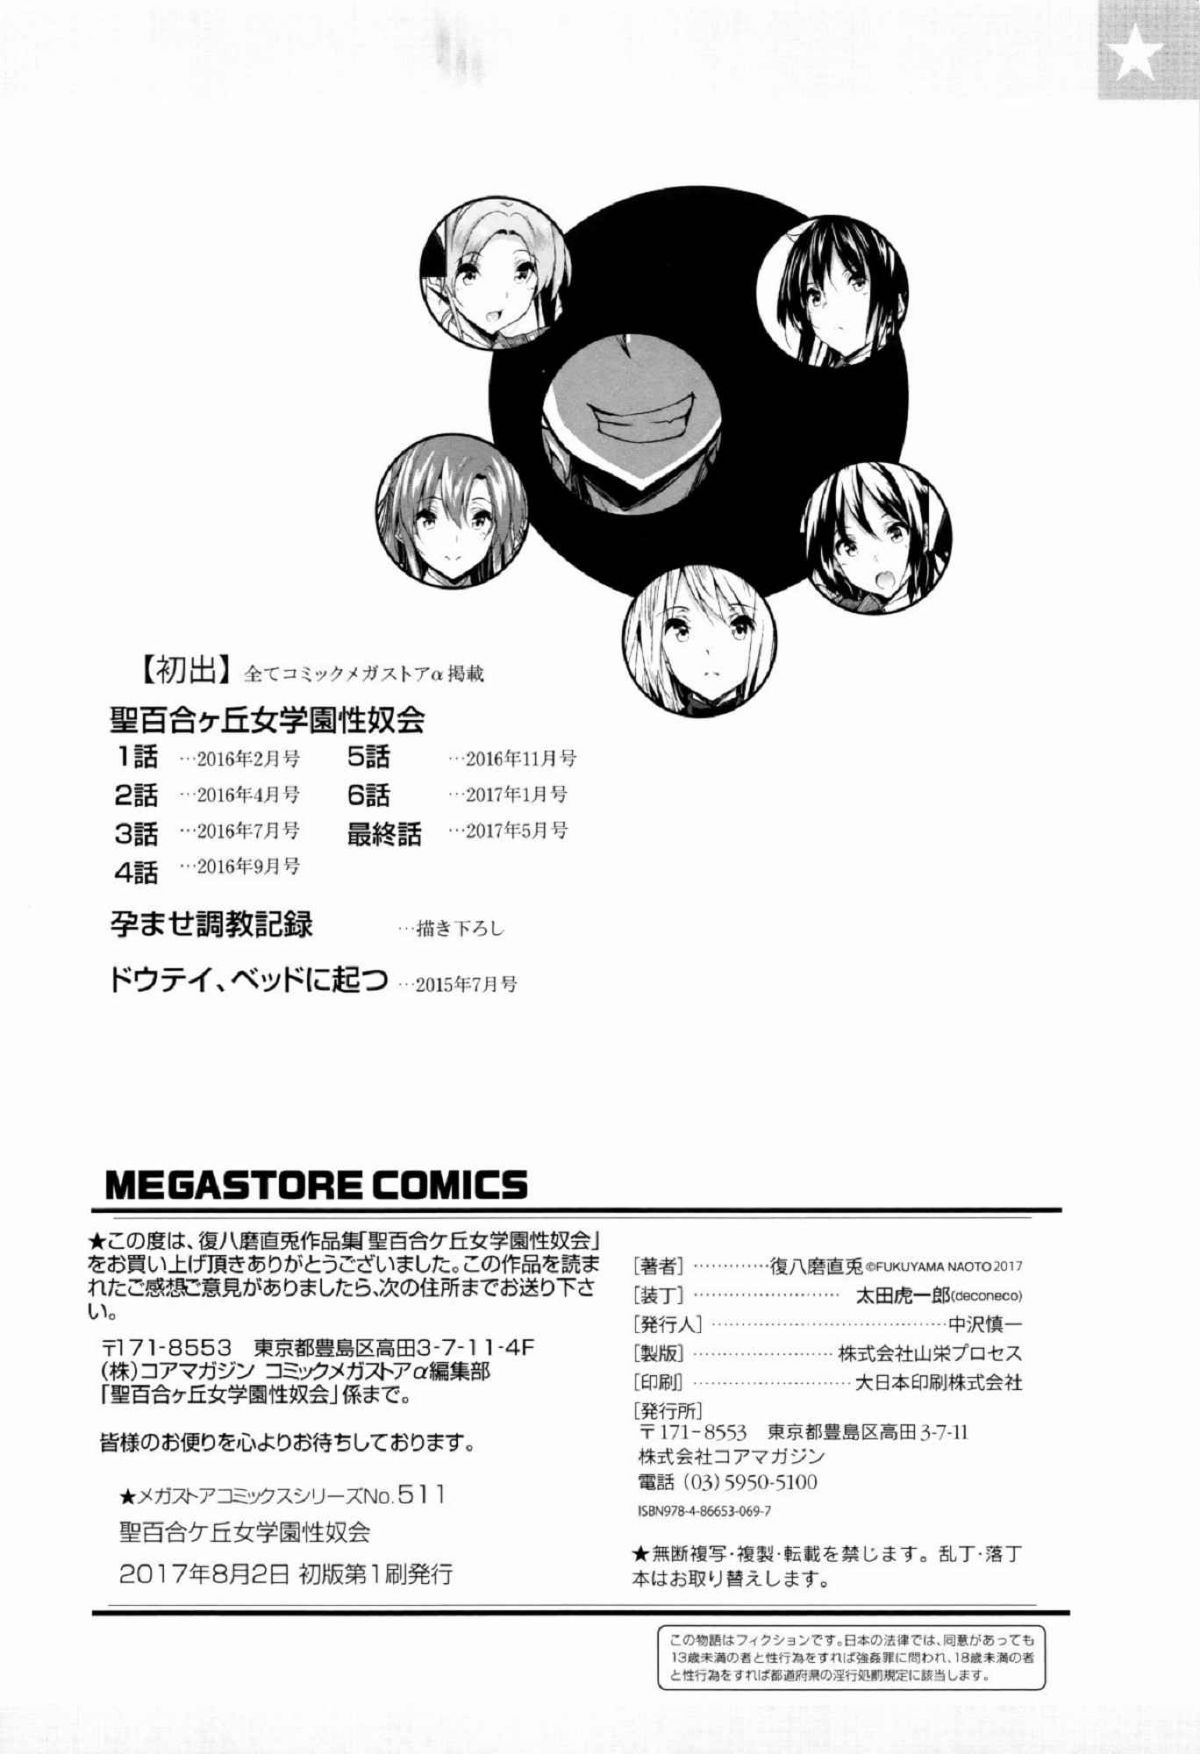 【初出】全てコミックメガストアα掲載
聖百合ヶ丘女学園性奴会
1話 …2016年2月号
2話 …2016年4月号
3話 …2016年7月号
4話 …2016年9月号
5話 …2016年11月号
6話 …2017年1月号
最終話 …2017年5月号
孕ませ調教記録 …描き下ろし
ドウテイ、ベッドに起つ …2015年7月号
MEGASTORE COMICS
★この度は、復八磨直兎作品集「聖百合ケ丘女学園性奴会」
をお買い上げ頂きありがとうございました。この作品を読ま
れたご感想ご意見がありましたら、次の住所までお送り下さ
い。
〒171-8553 東京都豊島区高田3-7-11-4F
(株)コアマガジン コミックメガストアα編集部
「聖百合ヶ丘女学園性奴会」係まで。
皆様のお便りを心よりお待ちしております。
★メガストアコミックスシリーズNo.511
聖百合ケ丘女学園性奴会
2017年8月2日 初版第1刷発行
[著者] …………復八磨直兎©FUKUYAMA NAOTO 2017
[装丁] ……………………太田虎一郎(deconeco)
[発行人] ……………………………中沢慎一
[製版] ………………… 株式会社山栄プロセス
[印刷] …………………… 大日本印刷株式会社
[発行所]
〒171-8553 東京都豊島区高田3-7-11
株式会社コアマガジン
電話 (03)5950-5100
ISBN978-4-86653-069-7
★無断複写・複製・転載を禁じます。乱丁・落丁
本はお取り替えします。
この物語はフィクションです。日本の法律では、同意があっても
13歳未満の者と性行為をすれば強姦罪に問われ、18歳未満の者
と性行為をすれば都道府県の淫行処罰規定に該当します。